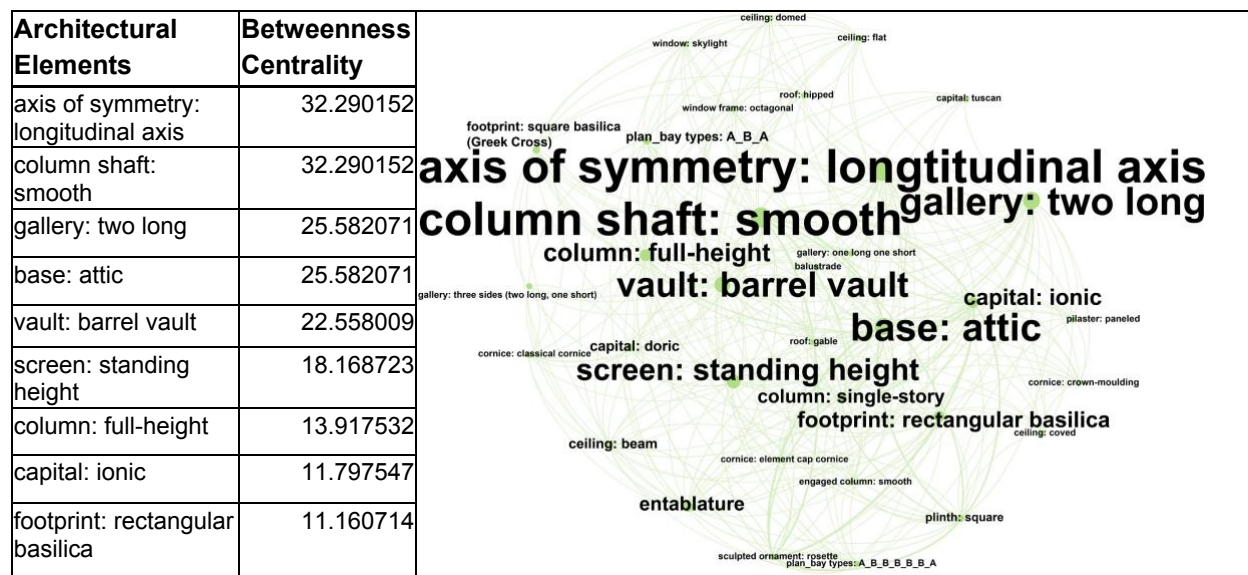 Architectural Elements
Betweenness Centrality
axis of symmetry:
longitudinal axis
32.290152
column shaft:
smooth
32.290152
gallery: two long
25.582071
base: attic
25.582071
vault: barrel vault
22.558009
screen: standing
height
18.168723
column: full-height
13.917532
capital: ionic
11.797547
footprint: rectangular
basilica
11.160714
ceiling: domed
ceiling: flat
window: skylight
roof: hipped
capital: tuscan
window frame: octagonal
footprint: square basilica
(Greek Cross)
plan_bay types: A_B_A
axis of symmetry: longtitudinal axis
gallery: two long
column shaft: smooth
column: full-height
gallery: one long one short
balustrade
vault: barrel vault
gallery: three sides (two long, one short)
capital: ionic
pilaster: paneled
base: attic
roof: gable
capital: doric
cornice: classical cornice
screen: standing height
cornice: crown-moulding
column: single-story
footprint: rectangular basilica
ceiling: coved
ceiling: beam
cornice: element cap cornice
engaged column: smooth
entablature
plinth: square
sculpted ornament: rosette
plan_bay types: A_B_B_B_B_B_A